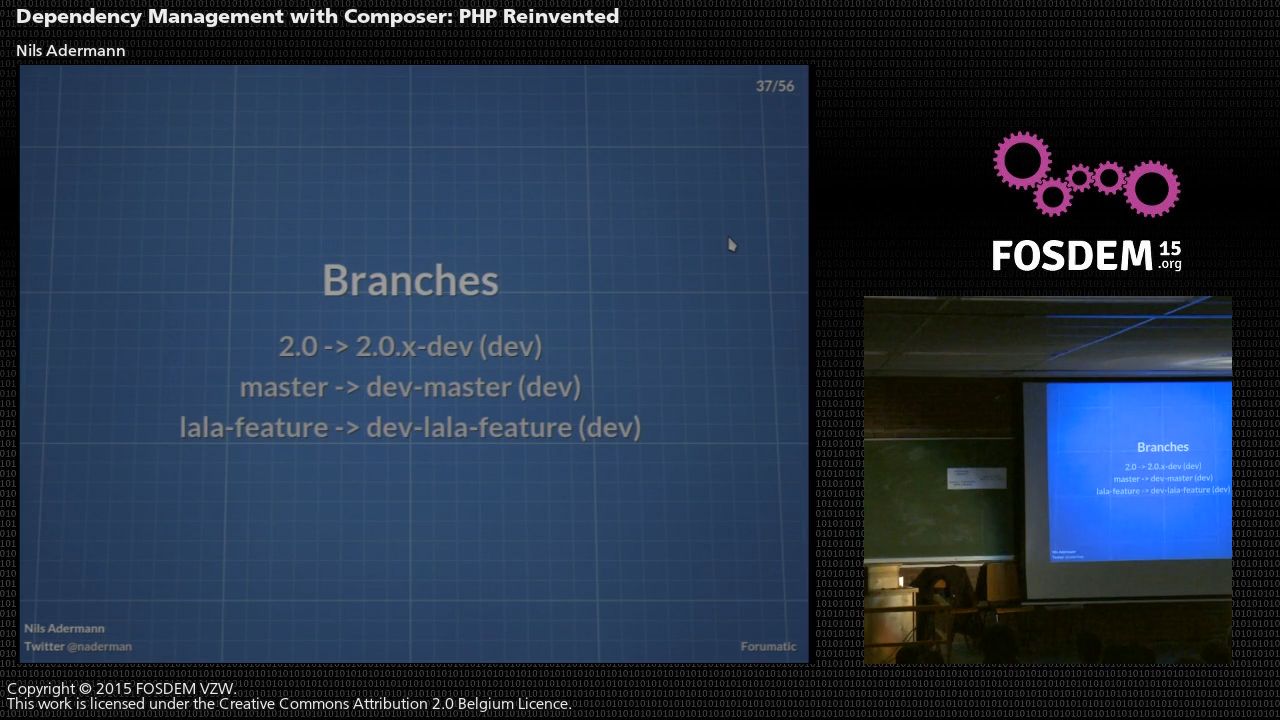 Dependency Management with Composer: PHP Reinvented
Nils Adermann
37/56
Branches
2.0 -> 2.0.x-dev (dev)
master -> dev-master (dev)
lala-feature -> dev-lala-feature (dev)
Nils Adermann
Twitter @naderman
Forumatic
FOSDEM 15
.org
Branches
2.0 -> 2.0.x-dev (dev)
master -> dev-master (dev)
lala-feature -> dev-lala-feature (dev)
Copyright © 2015 FOSDEM VZW.
This work is licensed under the Creative Commons Attribution 2.0 Belgium Licence.